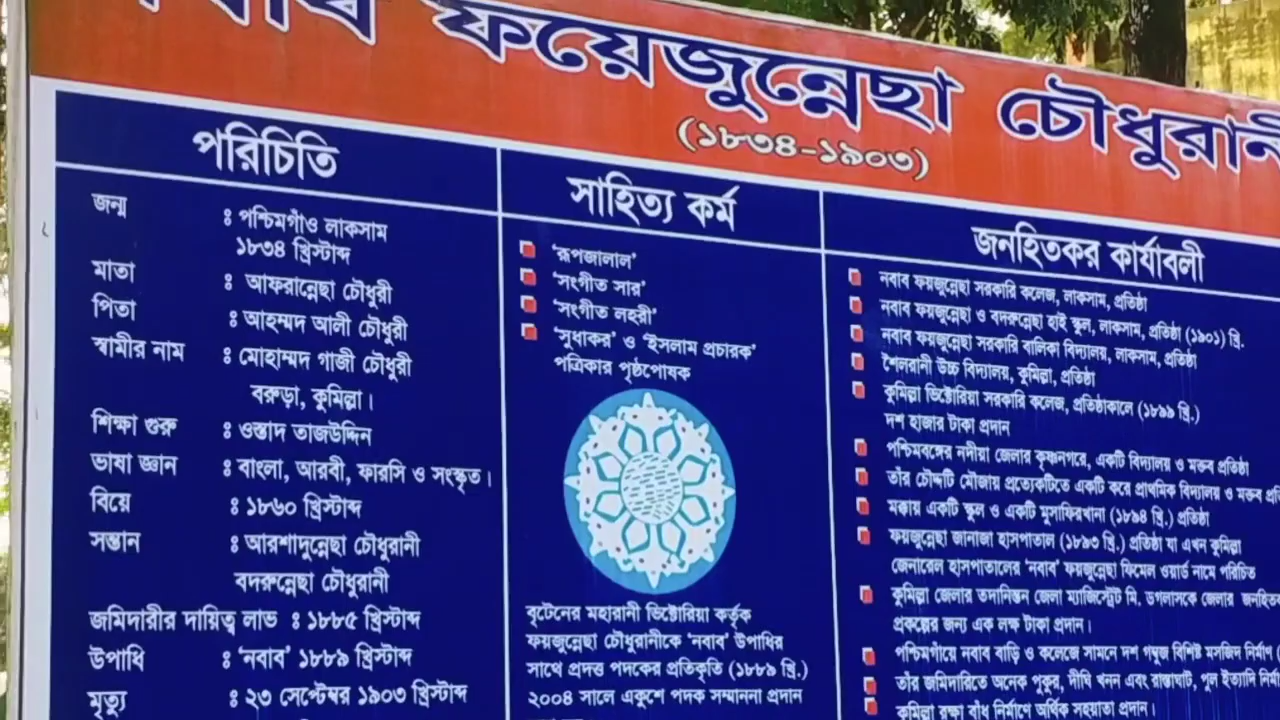 ফয়েজুন্নেছা চৌধুরানী
(১৮৩৪-১৯০৩)
পরিচিতি
জন্ম : পশ্চিমগাঁও লাকসাম
১৮৩৪ খ্রিস্টাব্দ
মাতা : আফরান্নেছা চৌধুরী
পিতা : আহম্মদ আলী চৌধুরী
স্বামীর নাম : মোহাম্মদ গাজী চৌধুরী
বরুড়া, কুমিল্লা।
শিক্ষা গুরু : ওস্তাদ তাজউদ্দিন
ভাষা জ্ঞান : বাংলা, আরবী, ফারসি ও সংস্কৃত।
বিয়ে : ১৮৬০ খ্রিস্টাব্দ
সন্তান : আরশাদুন্নেছা চৌধুরানী
বদরুন্নেছা চৌধুরানী
জমিদারীর দায়িত্ব লাভ : ১৮৮৫ খ্রিস্টাব্দ
উপাধি : ‘নবাব’ ১৮৮৯ খ্রিস্টাব্দ
মৃত্যু : ২৩ সেপ্টেম্বর ১৯০৩ খ্রিস্টাব্দ
সাহিত্য কর্ম
‘রূপজালাল’
‘সংগীত সার’
‘সংগীত লহরী’
‘সুধাকর’ ও ‘ইসলাম প্রচারক’
পত্রিকার পৃষ্ঠপোষক
বৃটেনের মহারানী ভিক্টোরিয়া কর্তৃক
ফয়জুন্নেছা চৌধুরানীকে ‘নবাব’ উপাধির
সাথে প্রদত্ত পদকের প্রতিকৃতি (১৮৮৯ খ্রি.)
২০০৪ সালে একুশে পদক সম্মাননা প্রদান
জনহিতকর কার্যাবলী
নবাব ফয়জুন্নেছা সরকারি কলেজ, লাকসাম, প্রতিষ্ঠা
নবাব ফয়জুন্নেছা ও বদরুন্নেছা হাই স্কুল, লাকসাম, প্রতিষ্ঠা (১৯০১) খ্রি.
নবাব ফয়জুন্নেছা সরকারি বালিকা বিদ্যালয়, লাকসাম, প্রতিষ্ঠা
শৈলরানী উচ্চ বিদ্যালয়, কুমিল্লা, প্রতিষ্ঠা
কুমিল্লা ভিক্টোরিয়া সরকারি কলেজ, প্রতিষ্ঠাকালে (১৮৯৯ খ্রি.)
দশ হাজার টাকা প্রদান
পশ্চিমবঙ্গের নদীয়া জেলার কৃষ্ণনগরে, একটি বিদ্যালয় ও মক্তব প্রতিষ্ঠা
তাঁর চৌদ্দটি মৌজায় প্রত্যেকটিতে একটি করে প্রাথমিক বিদ্যালয় ও মক্তব
মক্কায় একটি স্কুল ও একটি মুসাফিরখানা (১৮৯৪ খ্রি.) প্রতিষ্ঠা
ফয়জুন্নেছা জানাজা হাসপাতাল (১৮৯৩ খ্রি.) প্রতিষ্ঠা যা এখন কুমিল্লা
জেনারেল হাসপাতালের ‘নবাব’ ফয়জুন্নেছা ফিমেল ওয়ার্ড নামে পরিচিত
কুমিল্লা জেলার তদানিন্তন জেলা ম্যাজিস্ট্রেট মি. ডগলাসকে জেলার জনহিতকর
প্রকল্পের জন্য এক লক্ষ টাকা প্রদান।
পশ্চিমগাঁয়ে নবাব বাড়ি ও কলেজে সামনে দশ গম্বুজ বিশিষ্ট মসজিদ নির্মাণ
তাঁর জমিদারিতে অনেক পুকুর, দীঘি খনন এবং রাস্তাঘাট, পুল ইত্যাদি নির্মা
কুমিল্লা রক্ষা বাঁধ নির্মাণে আর্থিক সহায়তা প্রদান।